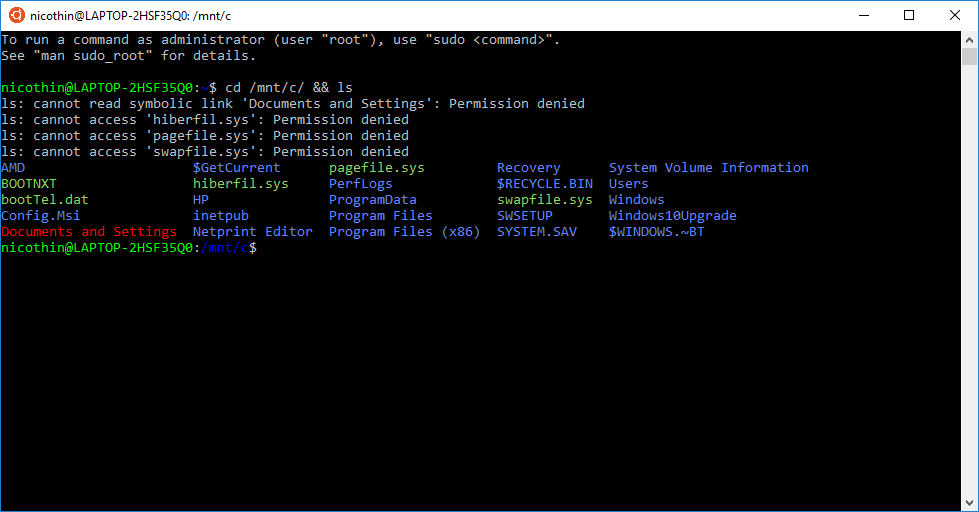 nicothin@LAPTOP-2HSF35Q0: /mnt/c
To run a command as administrator (user "root"), use "sudo <command>".
See "man sudo_root" for details.
nicothin@LAPTOP-2HSF35Q0:~$ cd /mnt/c/ && ls
ls: cannot read symbolic link 'Documents and Settings': Permission denied
ls: cannot access 'hiberfil.sys': Permission denied
ls: cannot access 'pagefile.sys': Permission denied
ls: cannot access 'swapfile.sys': Permission denied
AMD $GetCurrent pagefile.sys Recovery System Volume Information
BOOTNXT hiberfil.sys PerfLogs $RECYCLE.BIN Users
bootTel.dat HP ProgramData swapfile.sys Windows
Config.Msi inetpub Program Files SWSETUP Windows10Upgrade
Documents and Settings Netprint Editor Program Files (x86) SYSTEM.SAV $WINDOWS.~BT
nicothin@LAPTOP-2HSF35Q0:/mnt/c$